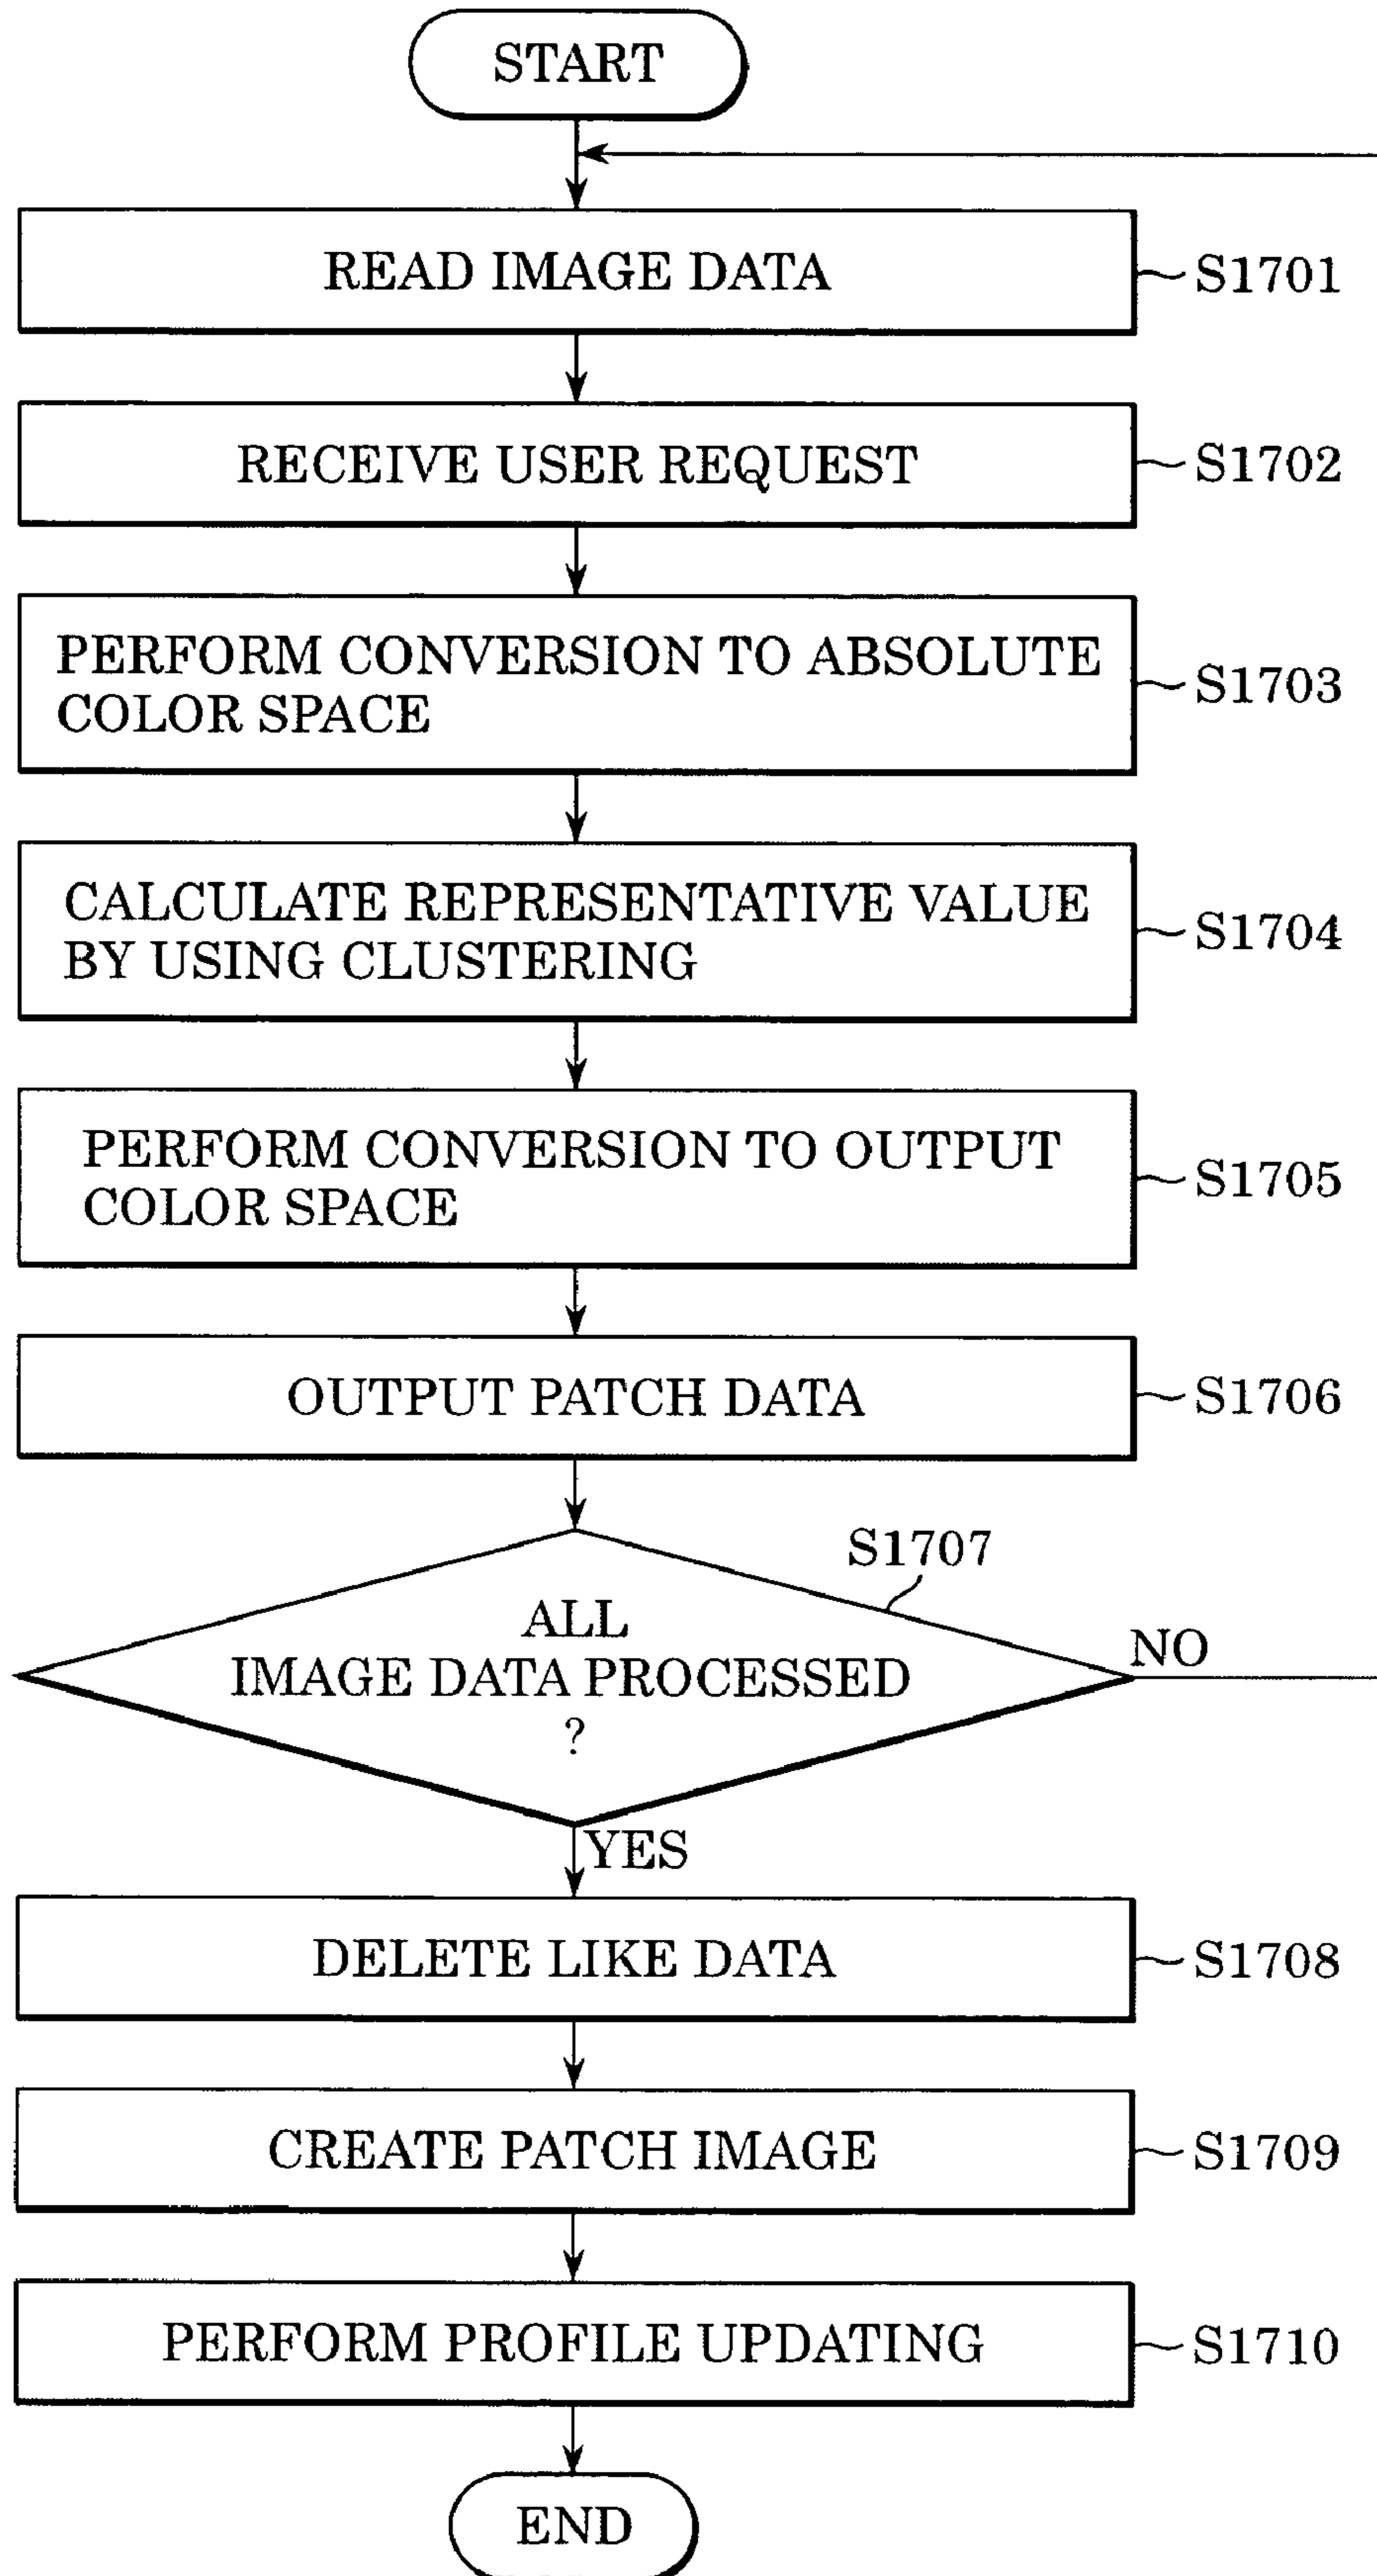 START
READ IMAGE DATA
S1701
RECEIVE USER REQUEST
S1702
PERFORM CONVERSION TO ABSOLUTE
COLOR SPACE
S1703
CALCULATE REPRESENTATIVE VALUE
BY USING CLUSTERING
S1704
PERFORM CONVERSION TO OUTPUT
COLOR SPACE
S1705
OUTPUT PATCH DATA
S1706
S1707
ALL
IMAGE DATA PROCESSED
?
NO
YES
DELETE LIKE DATA
S1708
CREATE PATCH IMAGE
S1709
PERFORM PROFILE UPDATING
S1710
END